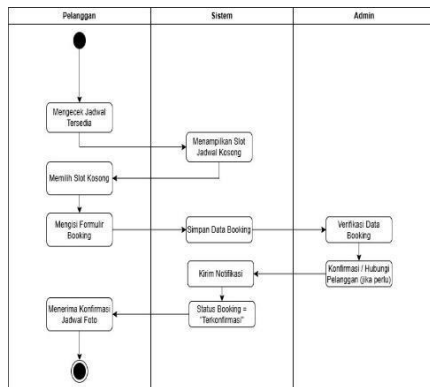 Pelanggan
Sistem
Admin
Mengecek Jadwal
Tersedia
Menampilkan Slot
Jadwal Kosong
Memilih Slot Kosong
Mengisi Formulir
Booking
Simpan Data Booking
Verifikasi Data
Booking
Kirim Notifikasi
Konfirmasi / Hubungi
Pelanggan (jika perlu)
Menerima Konfirmasi
Jadwal Foto
Status Booking =
"Terkonfirmasi"